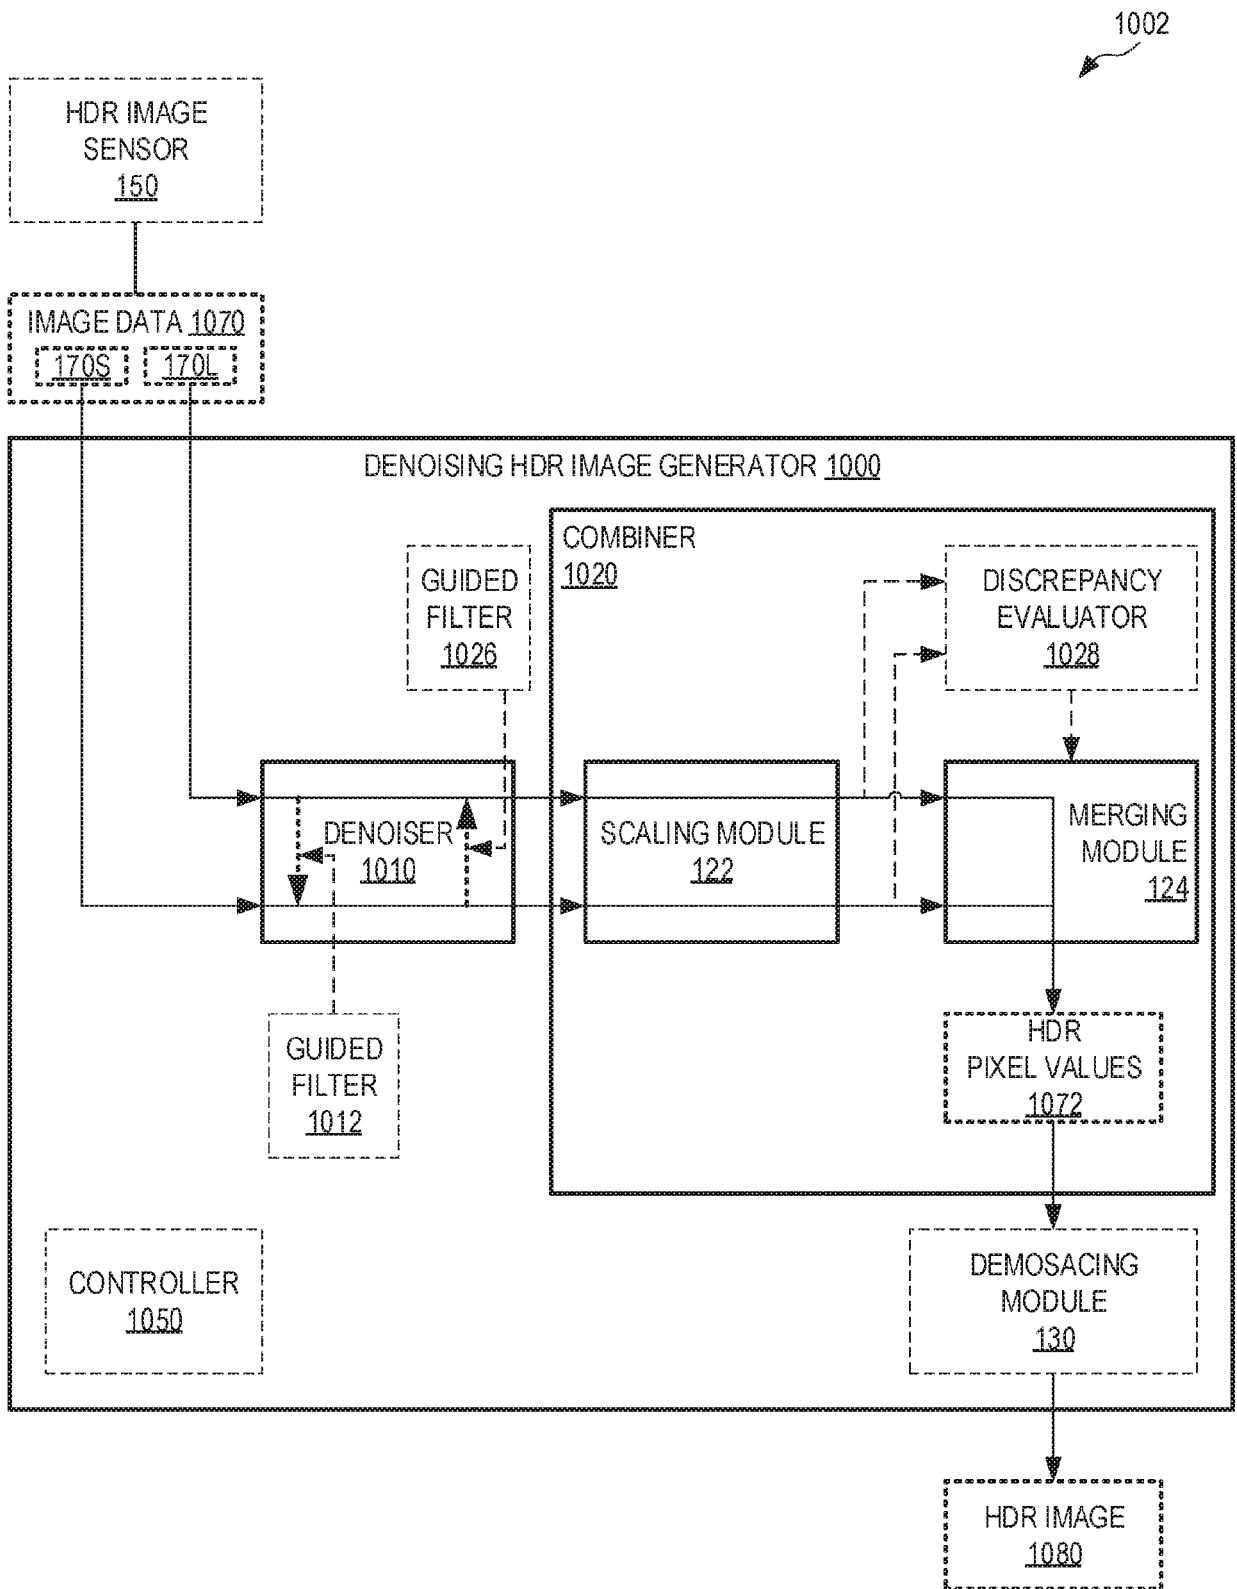 1002
HDR IMAGE
SENSOR
150
IMAGE DATA 1070
170S 170L
DENOISING HDR IMAGE GENERATOR 1000
COMBINER
1020
GUIDED
FILTER
1026
DISCREPANCY
EVALUATOR
1028
DENOISER
1010
SCALING MODULE
122
MERGING
MODULE
124
GUIDED
FILTER
1012
HDR
PIXEL VALUES
1072
CONTROLLER
1050
DEMOSACING
MODULE
130
HDR IMAGE
1080